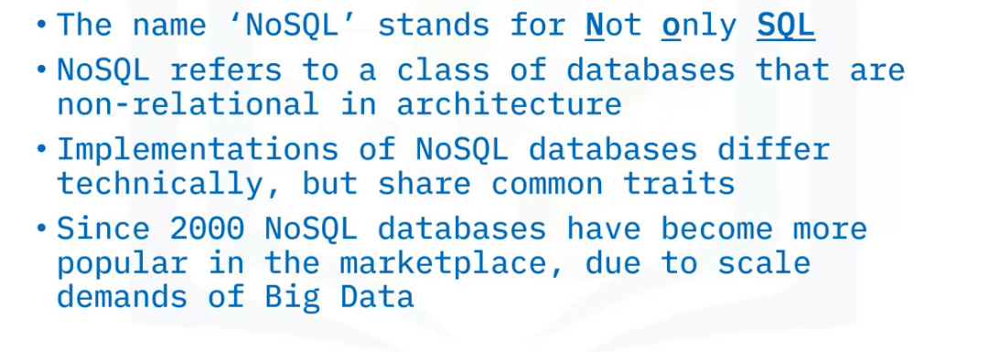 • The name ‘NoSQL’ stands for Not only SQL
• NoSQL refers to a class of databases that are
non-relational in architecture
• Implementations of NoSQL databases differ
technically, but share common traits
• Since 2000 NoSQL databases have become more
popular in the marketplace, due to scale
demands of Big Data